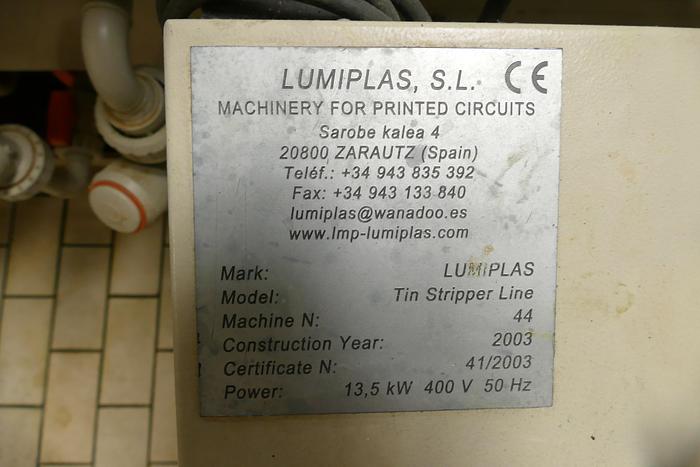 LUMIPLAS, S.L. CE
MACHINERY FOR PRINTED CIRCUITS
Sarobe kalea 4
20800 ZARAUTZ (Spain)
Teléf.: +34 943 835 392
Fax: +34 943 133 840
lumiplas@wanadoo.es
www.lmp-lumiplas.com
Mark: LUMIPLAS
Model: Tin Stripper Line
Machine N: 44
Construction Year: 2003
Certificate N: 41/2003
Power: 13,5 kW 400 V 50 Hz